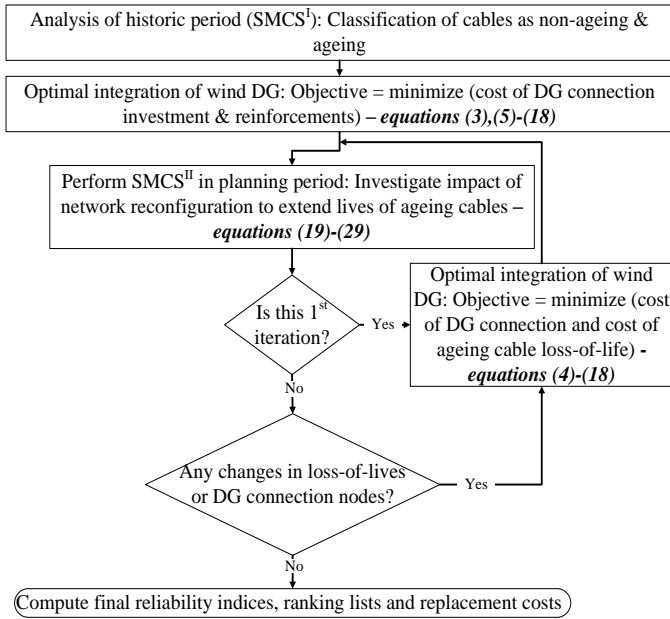 Analysis of historic period (SMCS^I): Classification of cables as non-ageing &
ageing
Optimal integration of wind DG: Objective = minimize (cost of DG connection
investment & reinforcements) – equations (3),(5)-(18)
Perform SMCS^II in planning period: Investigate impact of
network reconfiguration to extend lives of ageing cables –
equations (19)-(29)
Is this 1^st
iteration?
Yes
Optimal integration of wind
DG: Objective = minimize (cost
of DG connection and cost of
ageing cable loss-of-life) -
equations (4)-(18)
No
Any changes in loss-of-lives
or DG connection nodes?
Yes
No
Compute final reliability indices, ranking lists and replacement costs